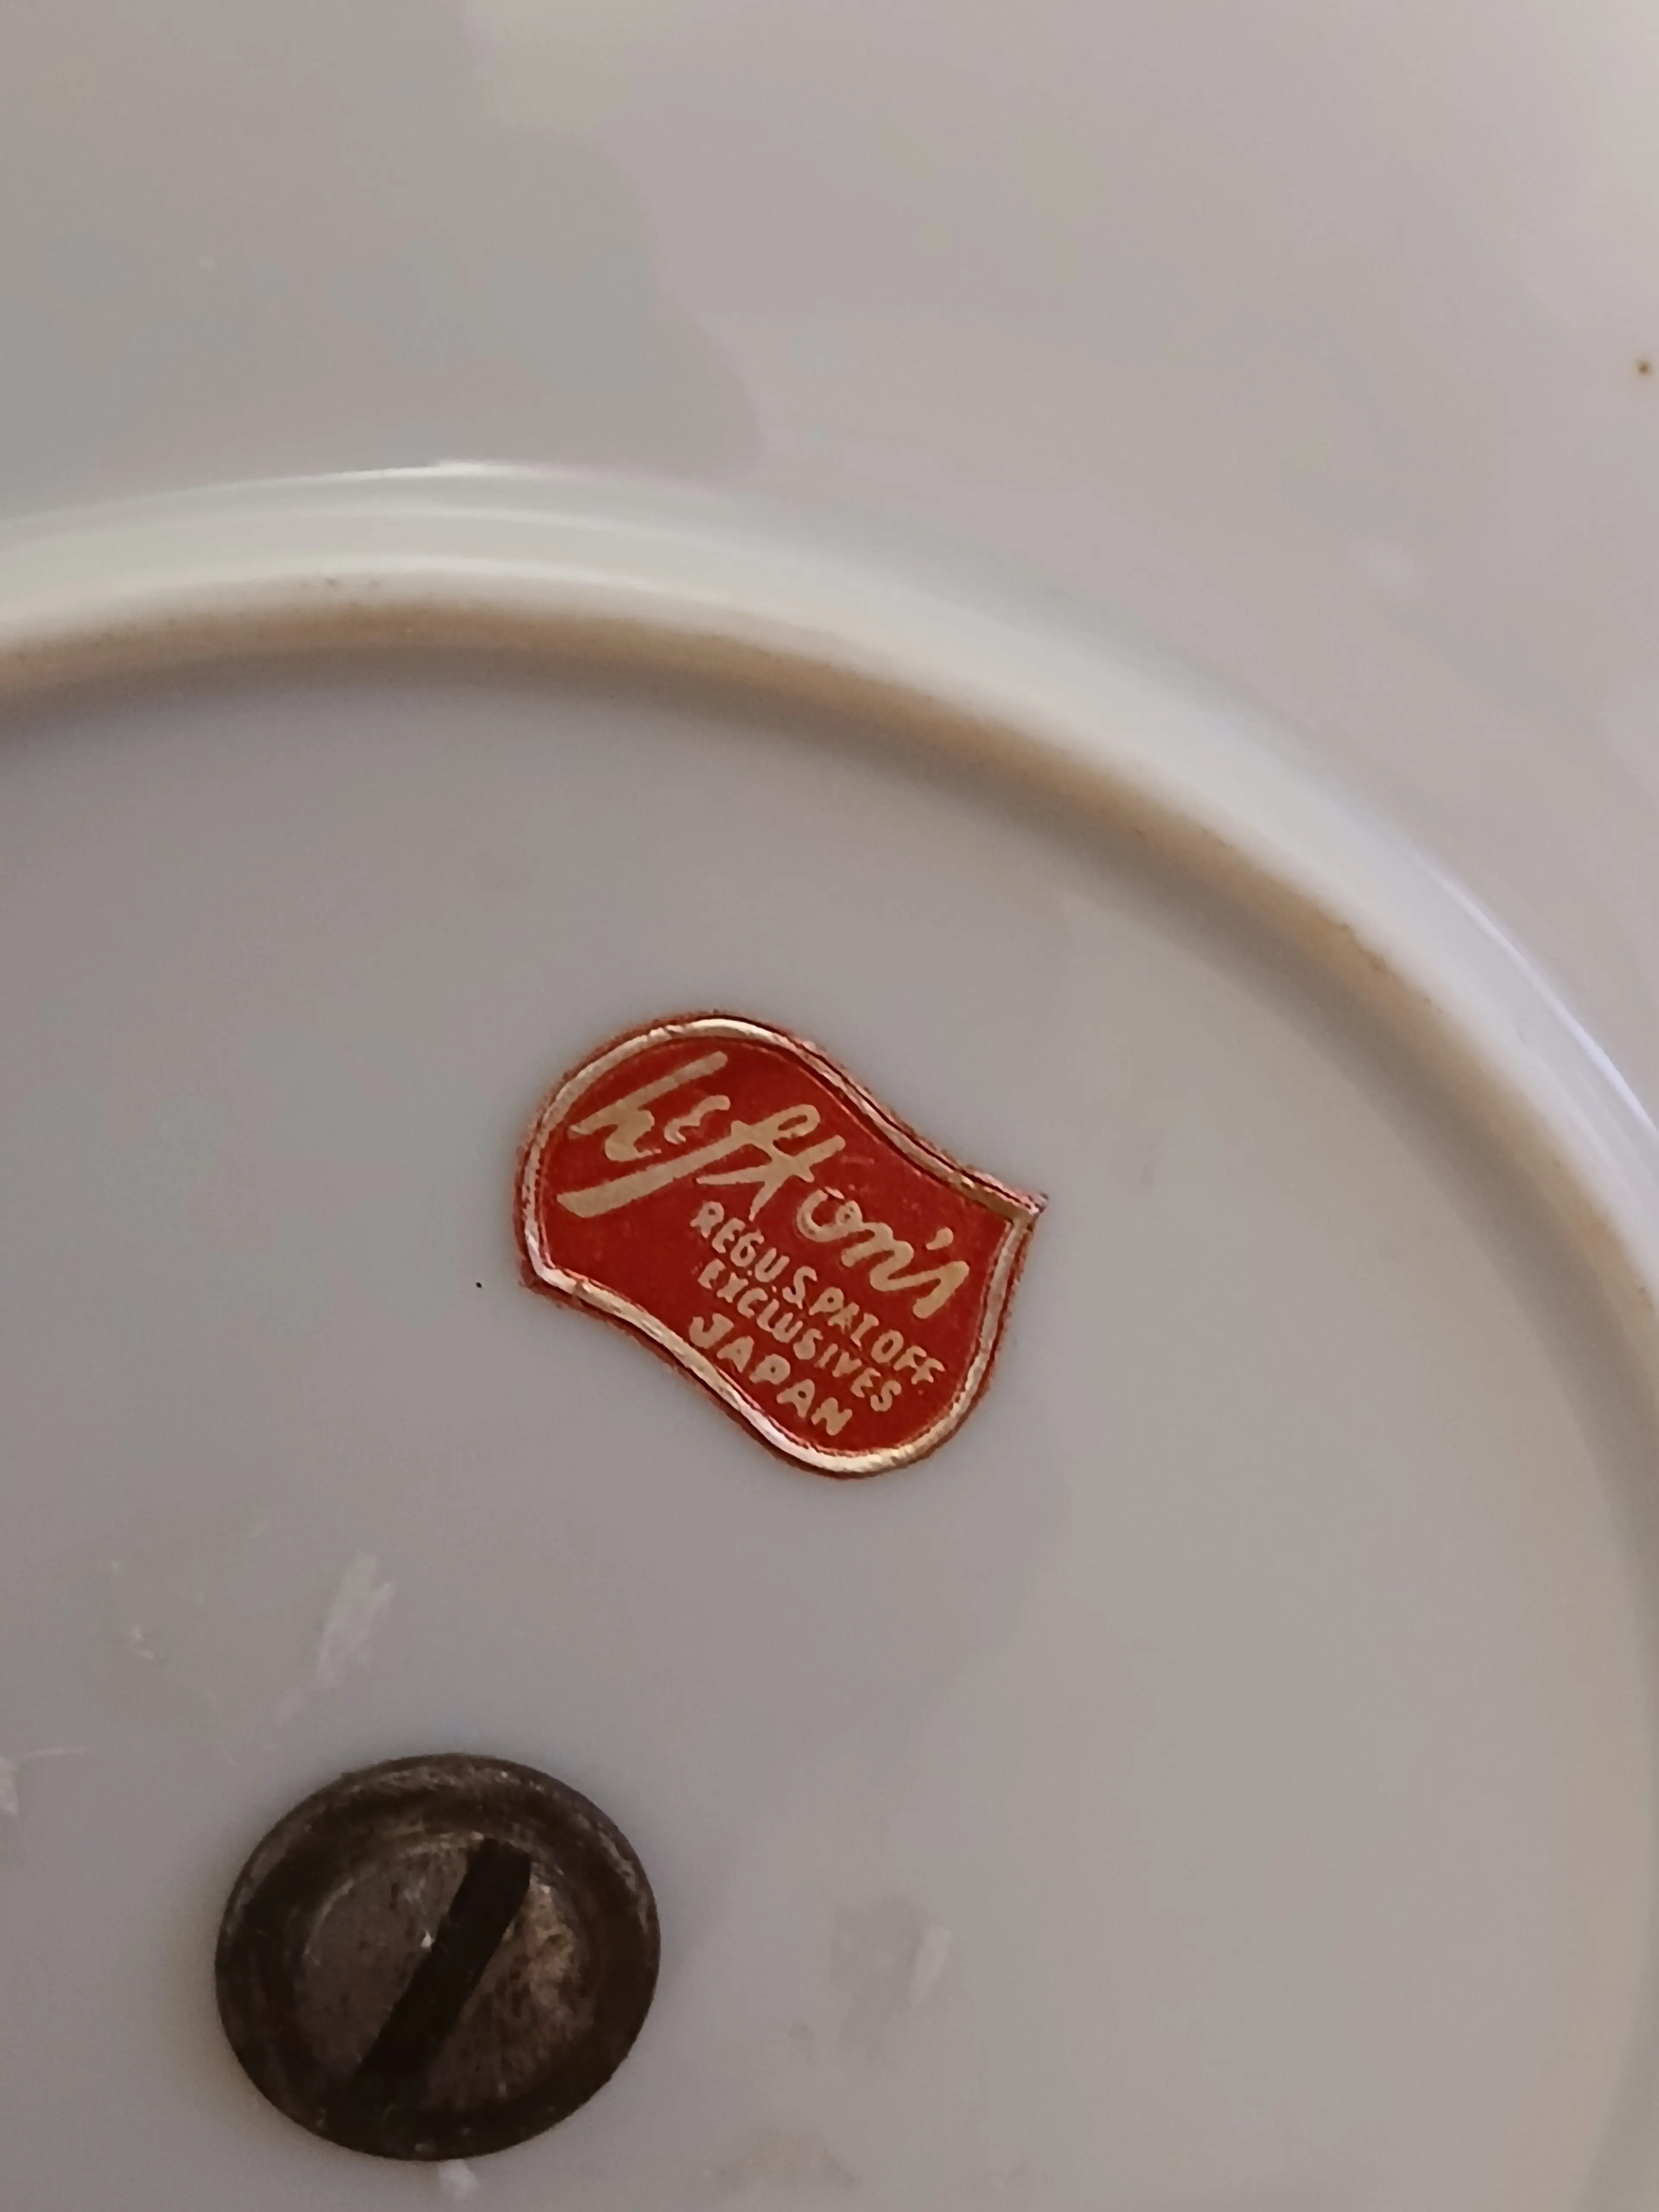 Lefton's
REG.U.S.PAT.OFF
EXCLUSIVES
JAPAN